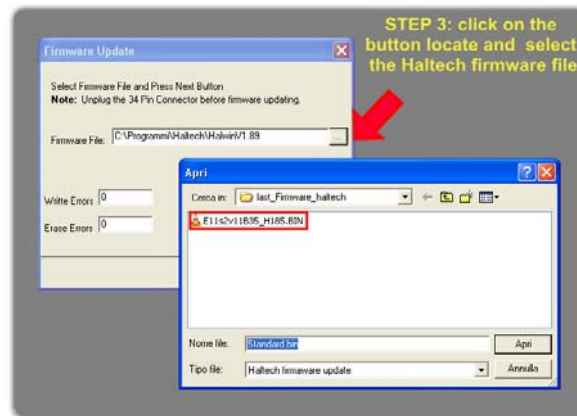 STEP 3: click on the
button locate and select
the Haltech firmware file
Firmware Update
Select Firmware File and Press Next Button
Note: Unplug the 34 Pin Connector before firmware updating.
Firmware File:
C:\Programmi\Haltech\HalwinV1.89
...
Write Errors
0
Erase Errors
0
Apri
Cerca in:
last_Firmware_haltech
E11s2v11B35_H185.BIN
Nome file:
Standard bin
Apri
Tipo file:
Haltech firmaware update
Annulla